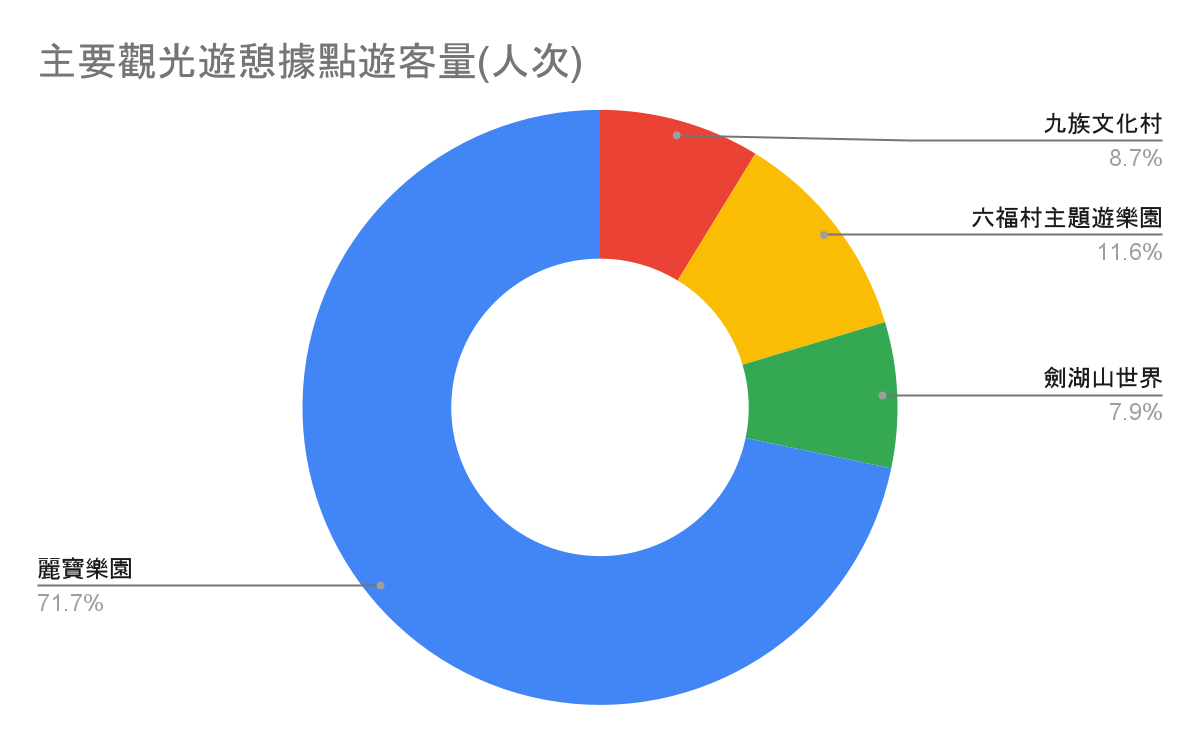 主要觀光遊憩據點遊客量(人次)
九族文化村
8.7%
六福村主題遊樂園
11.6%
劍湖山世界
7.9%
麗寶樂園
71.7%